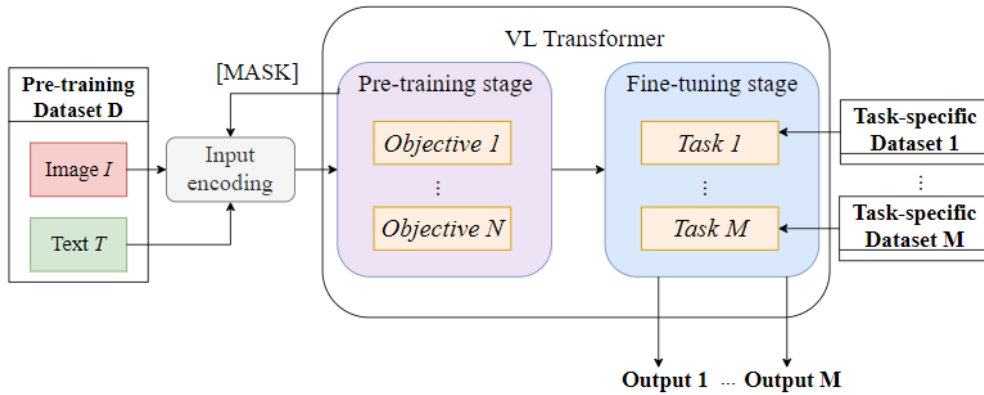 VL Transformer
[MASK]
Pre-training
Dataset D
Image I
Text T
Input
encoding
Pre-training stage
Objective 1
⋮
Objective N
Fine-tuning stage
Task 1
⋮
Task M
Task-specific
Dataset 1
⋮
Task-specific
Dataset M
Output 1 ... Output M